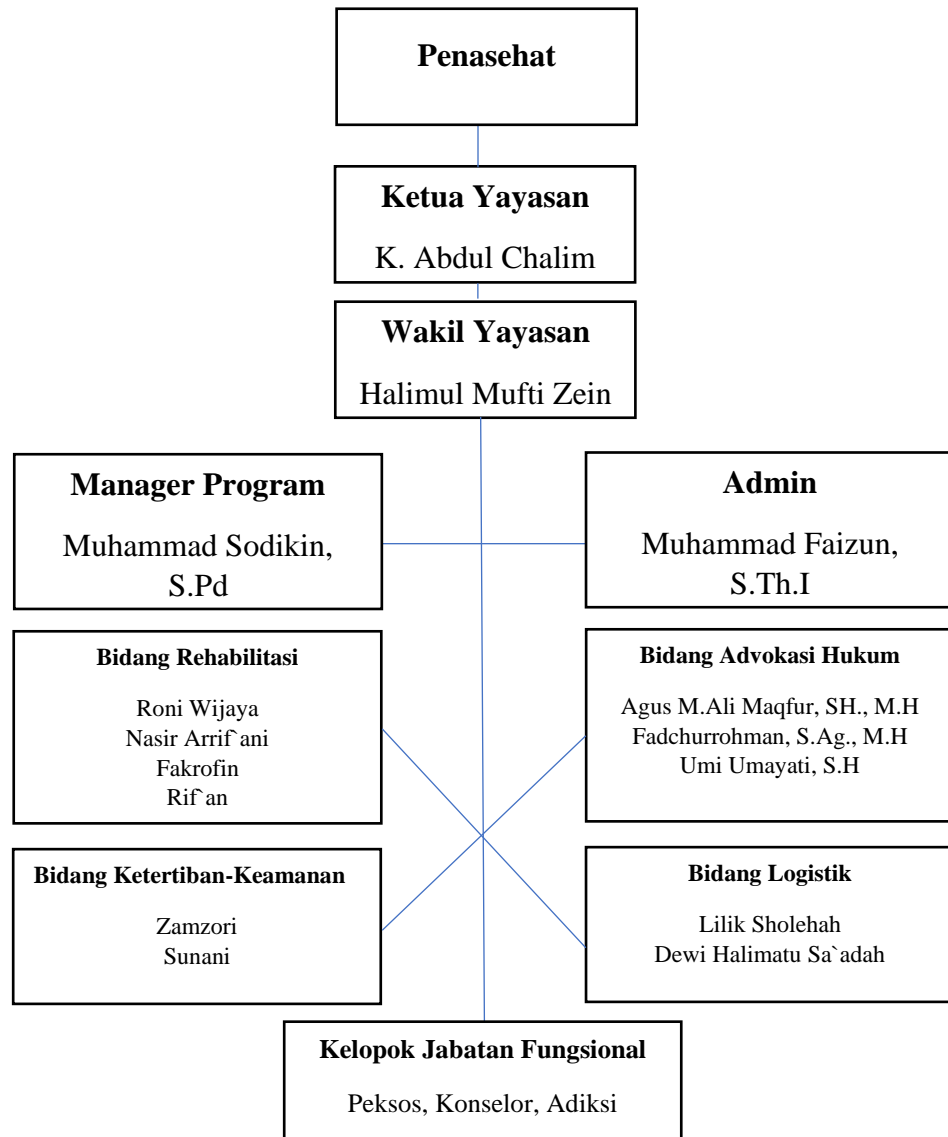 Penasehat
Ketua Yayasan
K. Abdul Chalim
Wakil Yayasan
Halimul Mufti Zein
Manager Program
Muhammad Sodikin,
S.Pd
Admin
Muhammad Faizun,
S.Th.I
Bidang Rehabilitasi
Roni Wijaya
Nasir Arrif`ani
Fakrofin
Rif`an
Bidang Advokasi Hukum
Agus M.Ali Maqfur, SH., M.H
Fadchurrohman, S.Ag., M.H
Umi Umayati, S.H
Bidang Ketertiban-Keamanan
Zamzori
Sunani
Bidang Logistik
Lilik Sholehah
Dewi Halimatu Sa`adah
Kelopok Jabatan Fungsional
Peksos, Konselor, Adiksi